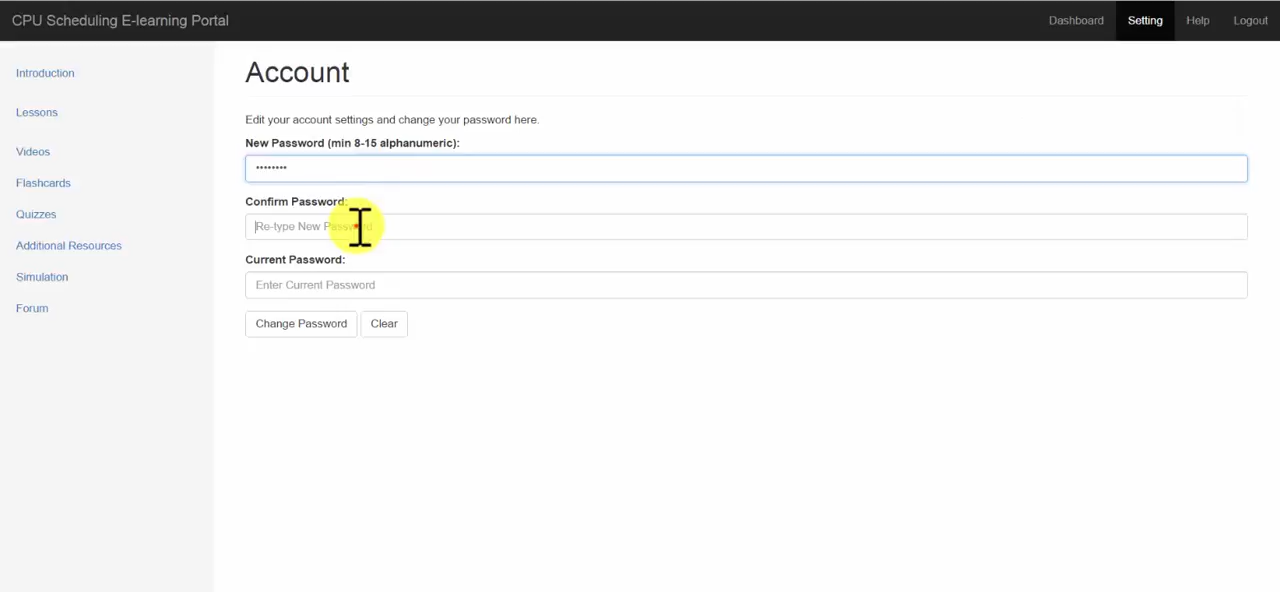 CPU Scheduling E-learning Portal
Dashboard
Setting
Help
Logout
Introduction
Lessons
Videos
Flashcards
Quizzes
Additional Resources
Simulation
Forum
Account
Edit your account settings and change your password here.
New Password (min 8-15 alphanumeric):
••••••••
Confirm Password:
Re-type New Password
Current Password:
Enter Current Password
Change Password
Clear